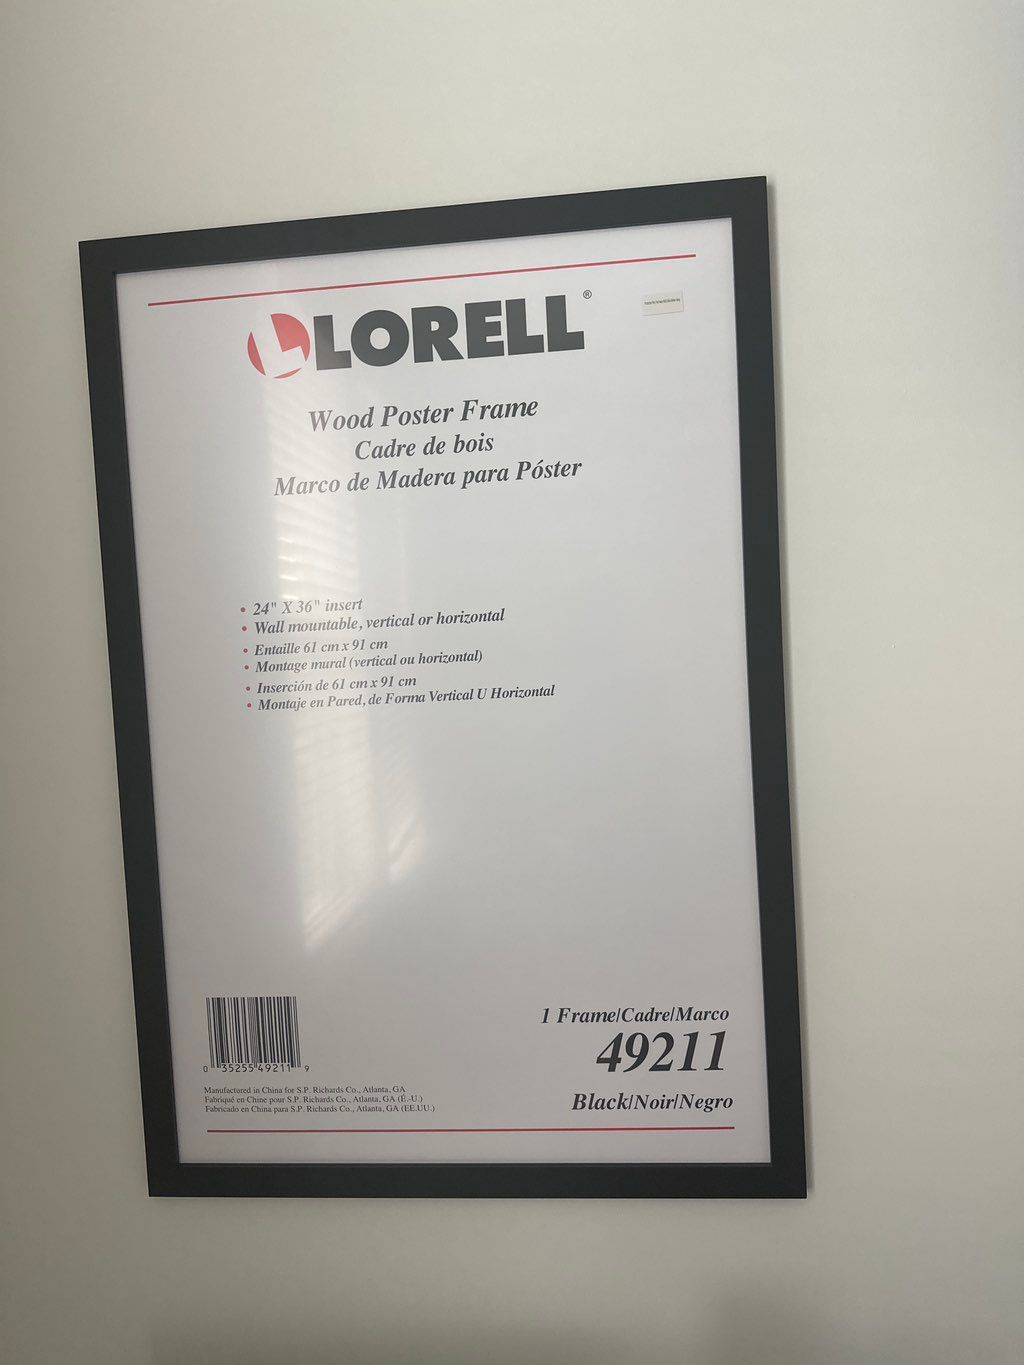 LLORELL®
Wood Poster Frame
Cadre de bois
Marco de Madera para Póster
• 24" X 36" insert
• Wall mountable, vertical or horizontal
• Entaille 61 cm x 91 cm
• Montage mural (vertical ou horizontal)
• Inserción de 61 cm x 91 cm
• Montaje en Pared, de Forma Vertical U Horizontal
0 35255 49211 9
Manufactured in China for S.P. Richards Co., Atlanta, GA
Fabriqué en Chine pour S.P. Richards Co., Atlanta, GA (É.-U.)
Fabricado en China para S.P. Richards Co., Atlanta, GA (EE.UU.)
1 Frame/Cadre/Marco
49211
Black/Noir/Negro